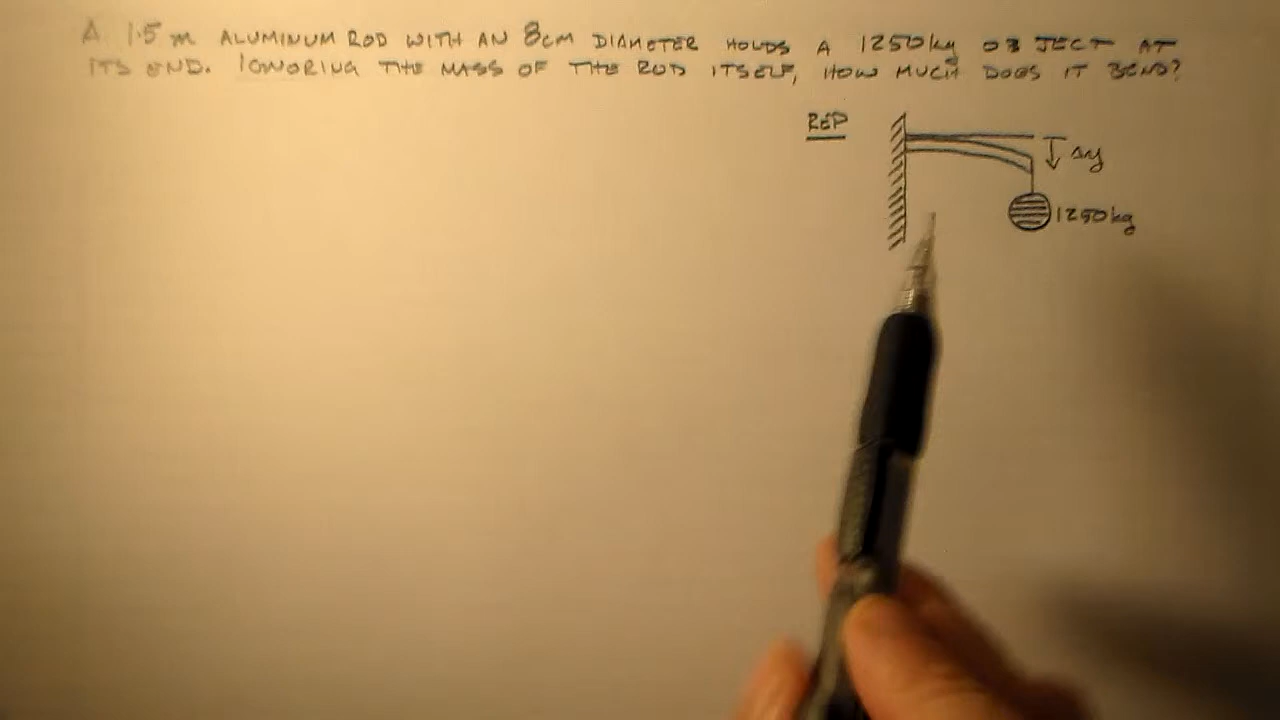 A 1.5 m ALUMINUM ROD WITH AN 8cm DIAMETER HOLDS A 1250kg OBJECT AT
ITS END. IGNORING THE MASS OF THE ROD ITSELF, HOW MUCH DOES IT BEND?
REP
Δy
1250kg